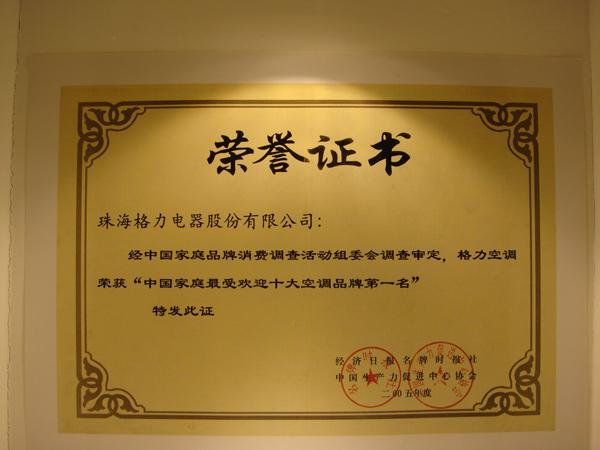 荣誉证书
珠海格力电器股份有限公司：
经中国家庭品牌消费调查活动组委会调查审定，格力空调
荣获“中国家庭最受欢迎十大空调品牌第一名”
特发此证
经济日报名牌时报社
中国生产力促进中心协会
二00五年度